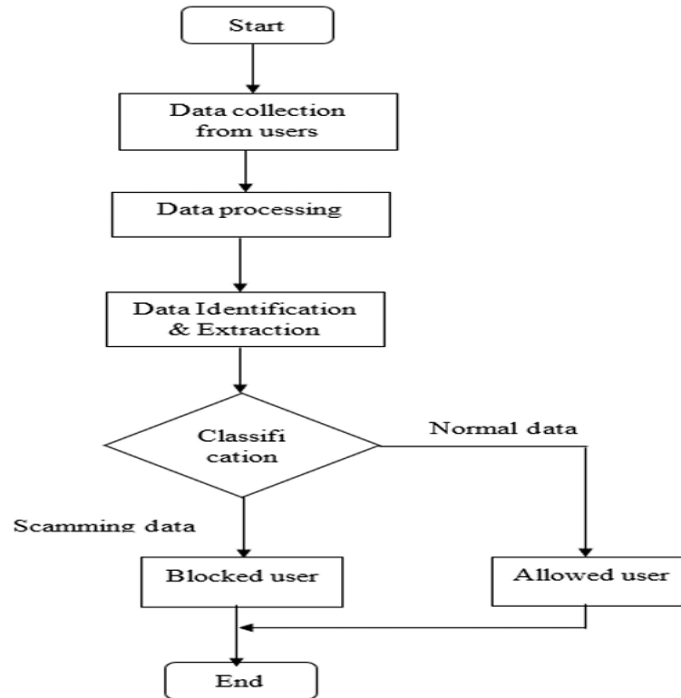 Start
Data collection
from users
Data processing
Data Identification
& Extraction
Classifi
cation
Normal data
Scamming data
Blocked user
Allowed user
End